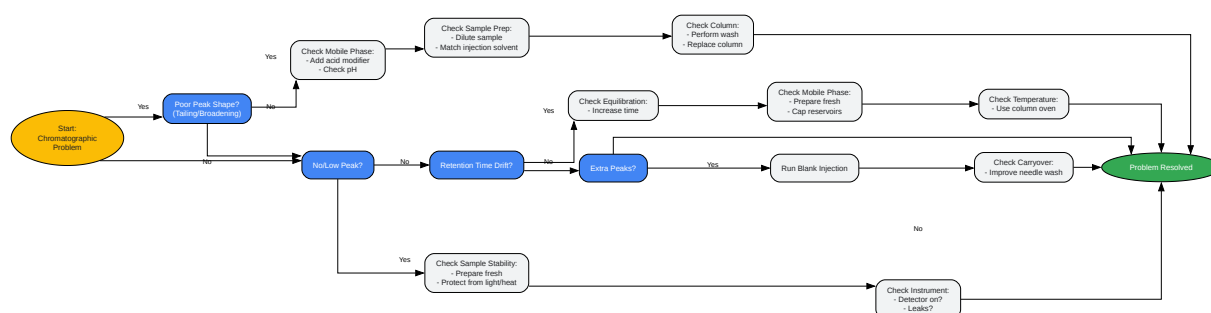 Check Sample Prep:
- Dilute sample
- Match injection solvent
Check Column:
- Perform wash
- Replace column
Yes
Check Mobile Phase:
- Add acid modifier
- Check pH
Yes
Poor Peak Shape?
(Tailing/Broadening)
No
Yes
Check Equilibration:
- Increase time
Check Mobile Phase:
- Prepare fresh
- Cap reservoirs
Check Temperature:
- Use column oven
Start:
Chromatographic
Problem
No
No/Low Peak?
No
Retention Time Drift?
No
Extra Peaks?
Yes
Run Blank Injection
Check Carryover:
- Improve needle wash
Problem Resolved
No
Yes
Check Sample Stability:
- Prepare fresh
- Protect from light/heat
Check Instrument:
- Detector on?
- Leaks?